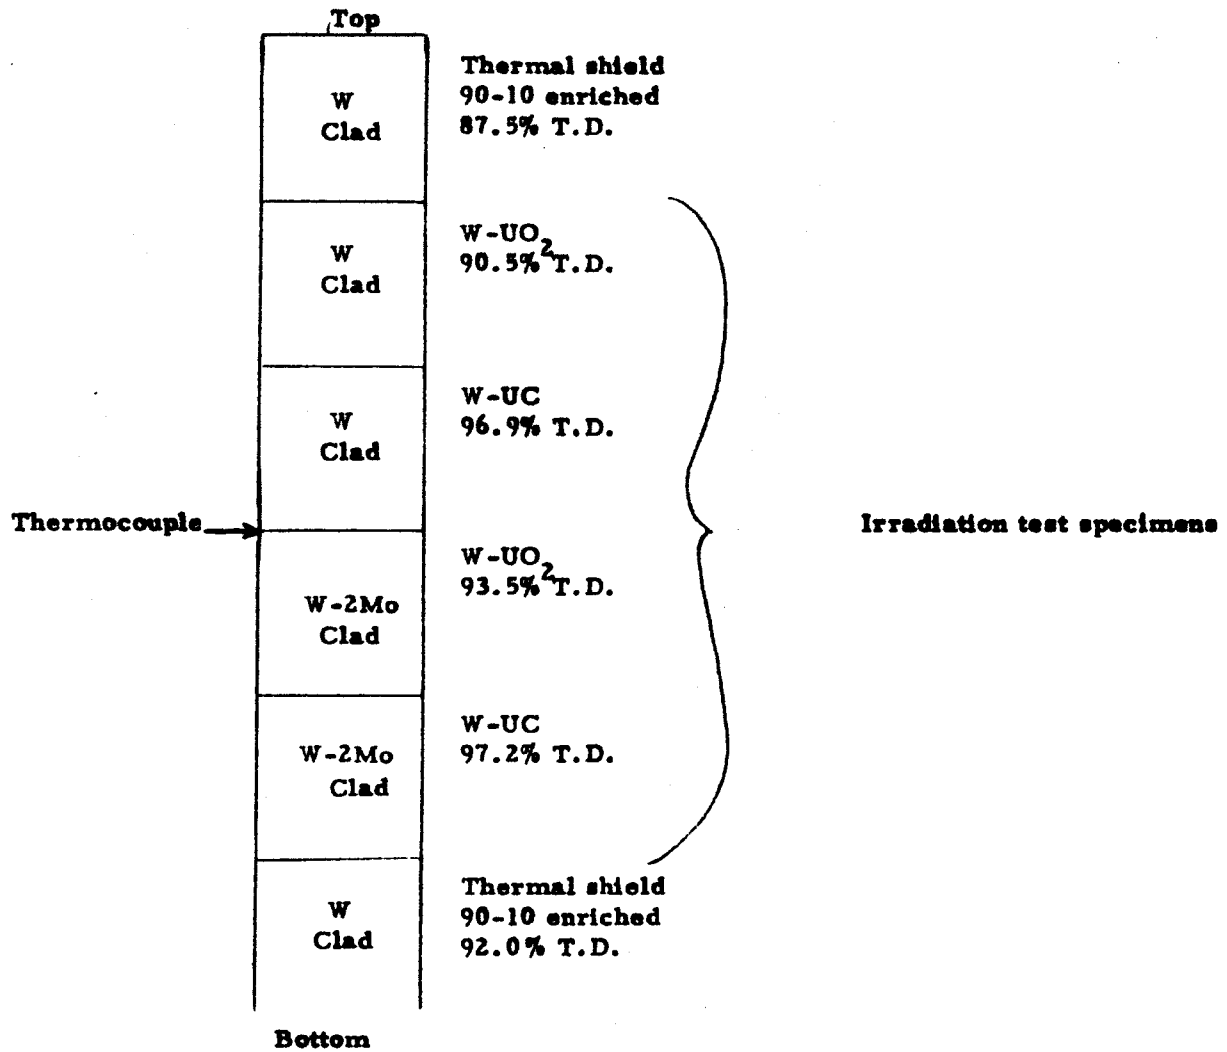 Top
W
Clad
Thermal shield
90-10 enriched
87.5% T.D.
W
Clad
W-UO2
90.5% T.D.
W
Clad
W-UC
96.9% T.D.
Thermocouple
Irradiation test specimens
W-2Mo
Clad
W-UO2
93.5% T.D.
W-2Mo
Clad
W-UC
97.2% T.D.
W
Clad
Thermal shield
90-10 enriched
92.0% T.D.
Bottom